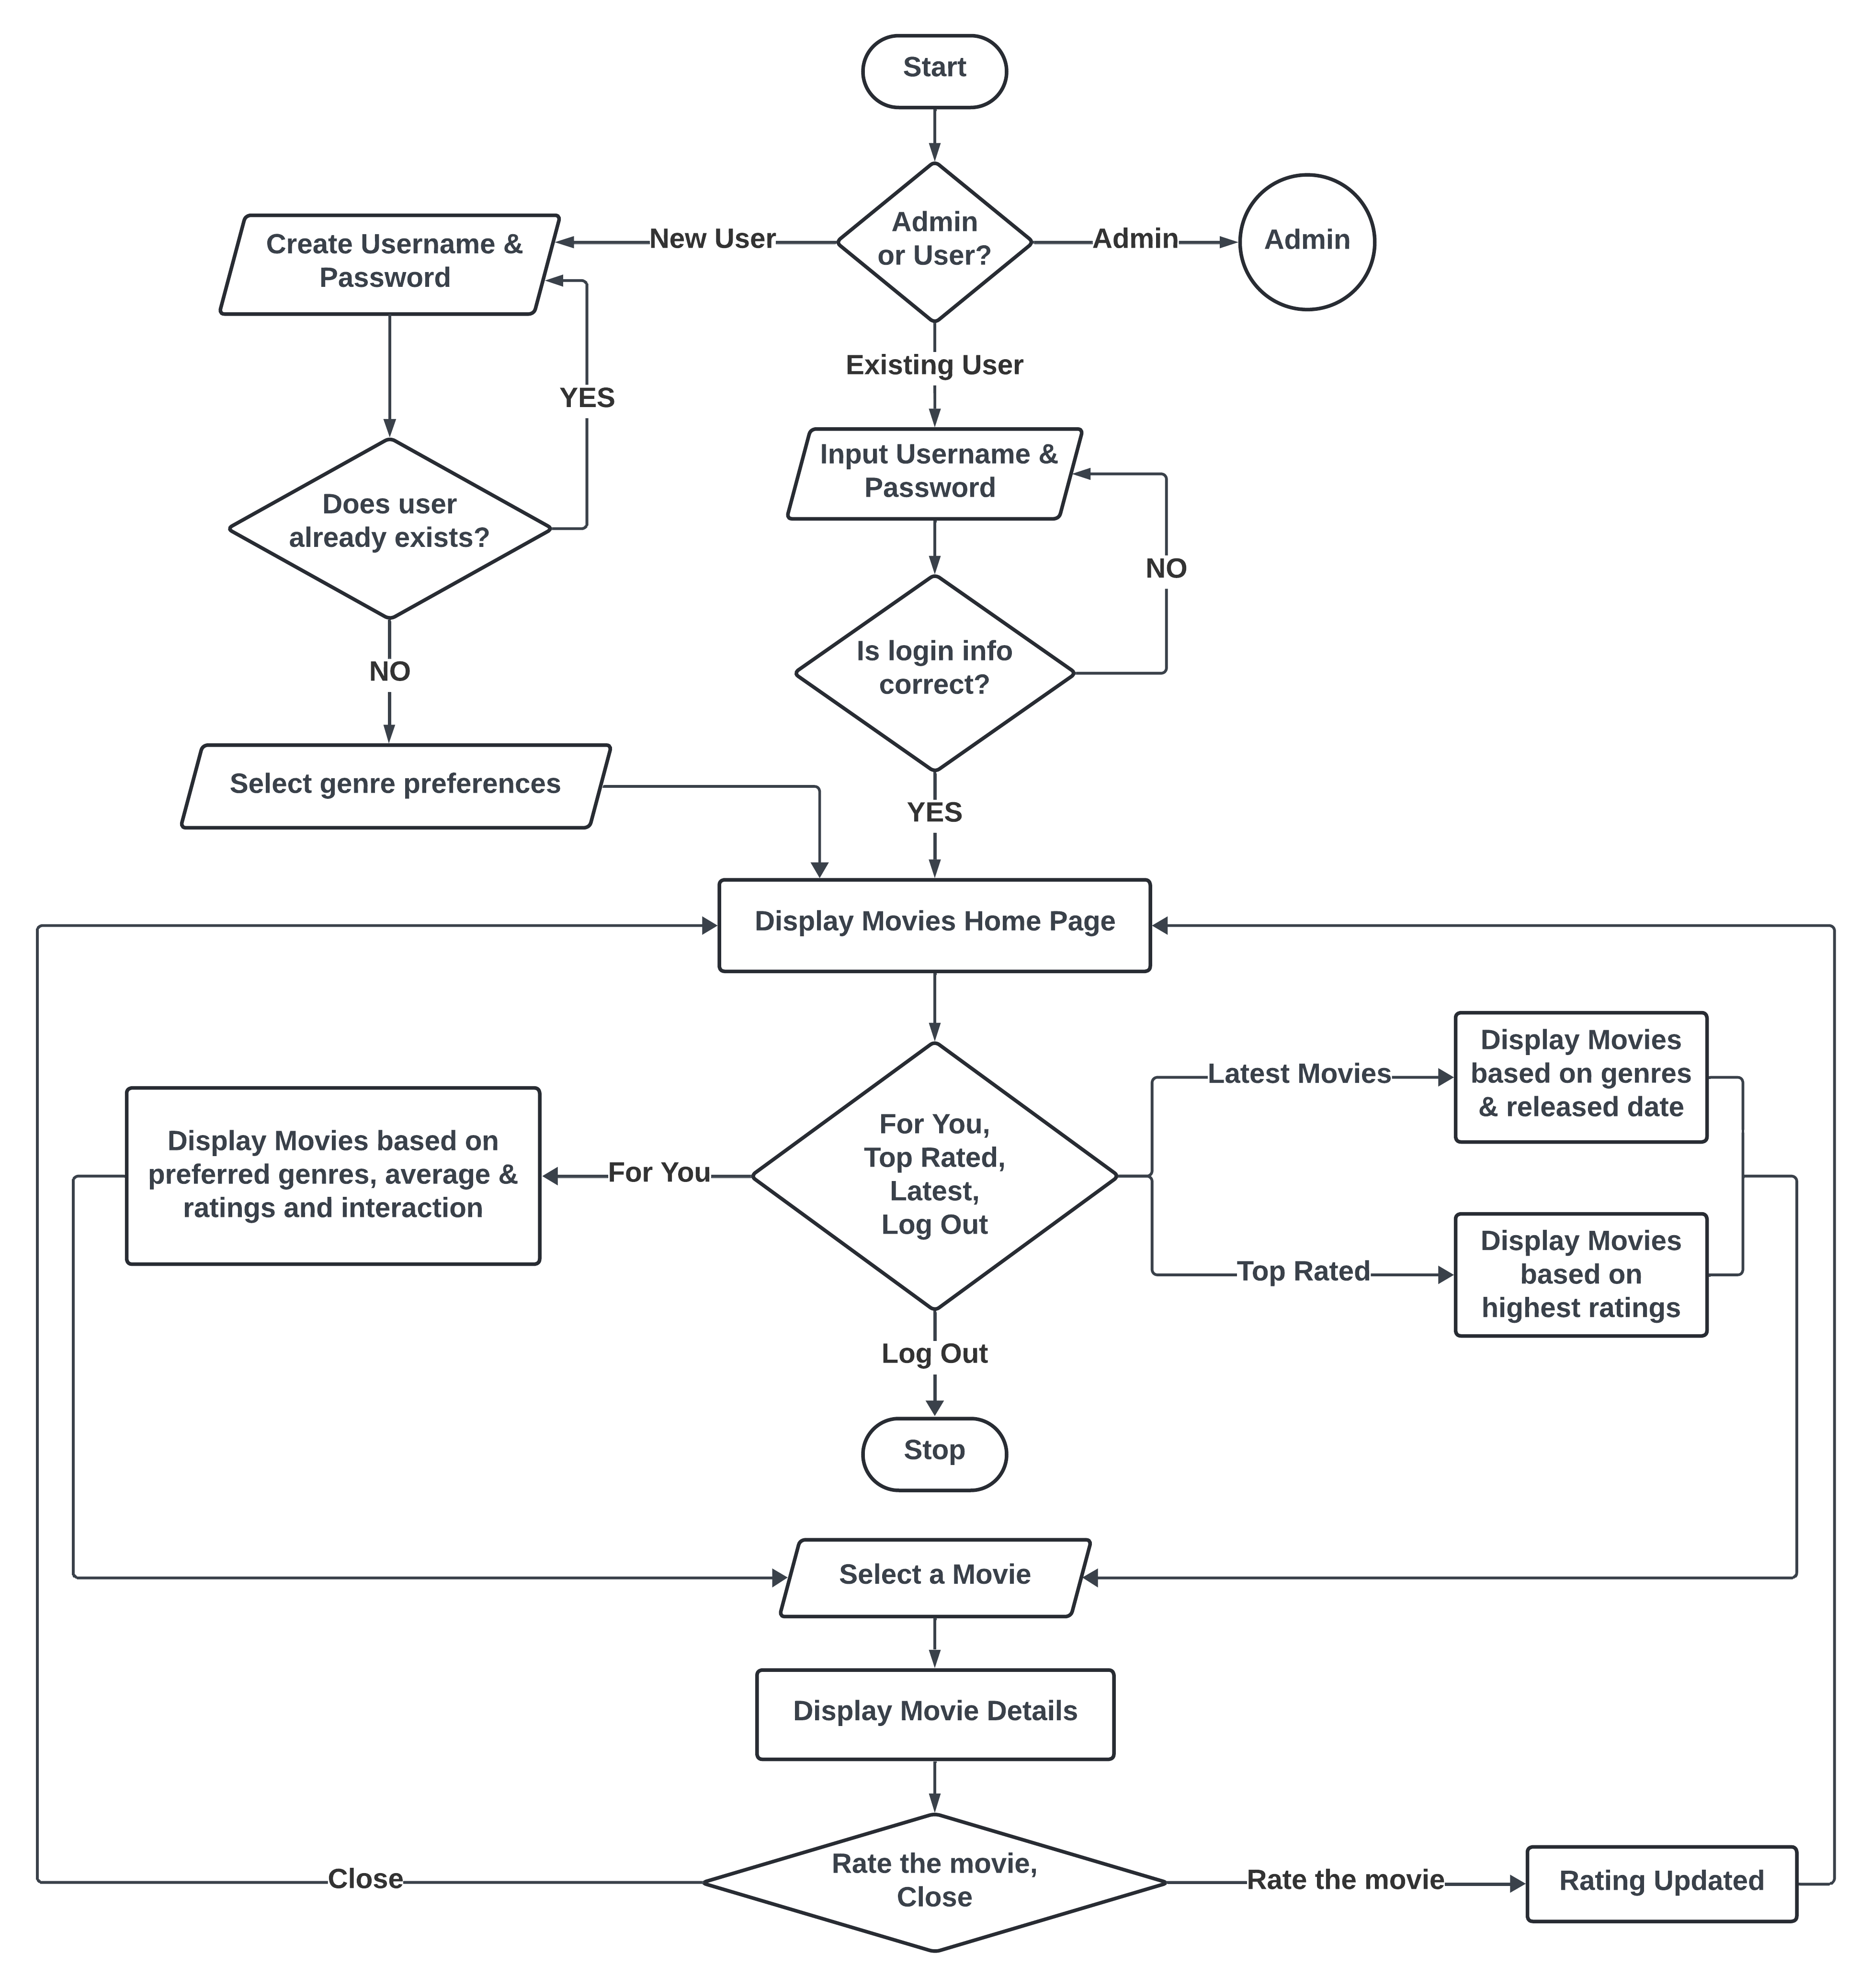 Start
Admin
or User?
New User
Admin
Admin
Create Username &
Password
Existing User
YES
Input Username &
Password
Does user
already exists?
NO
Is login info
correct?
NO
Select genre preferences
YES
Display Movies Home Page
Display Movies
based on genres
& released date
Latest Movies
For You,
Top Rated,
Latest,
Log Out
For You
Display Movies based on
preferred genres, average &
ratings and interaction
Top Rated
Display Movies
based on
highest ratings
Log Out
Stop
Select a Movie
Display Movie Details
Rate the movie,
Close
Close
Rate the movie
Rating Updated